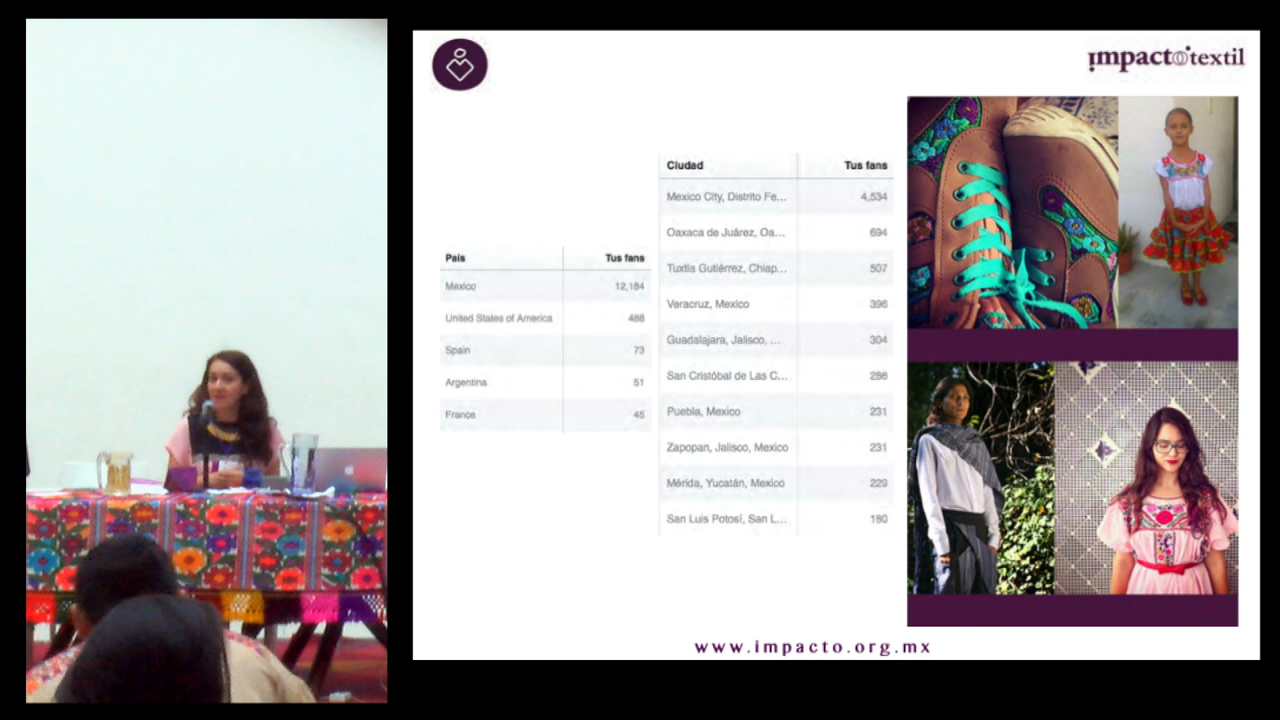 impacto textil
País Tus fans
Mexico 12,184
United States of America 488
Spain 73
Argentina 51
France 45
Ciudad Tus fans
Mexico City, Distrito Fe... 4,534
Oaxaca de Juárez, Oa... 694
Tuxtla Gutiérrez, Chiap... 507
Veracruz, Mexico 396
Guadalajara, Jalisco, ... 304
San Cristóbal de Las C... 286
Puebla, Mexico 231
Zapopan, Jalisco, Mexico 231
Mérida, Yucatán, Mexico 229
San Luis Potosí, San L... 180
www.impacto.org.mx